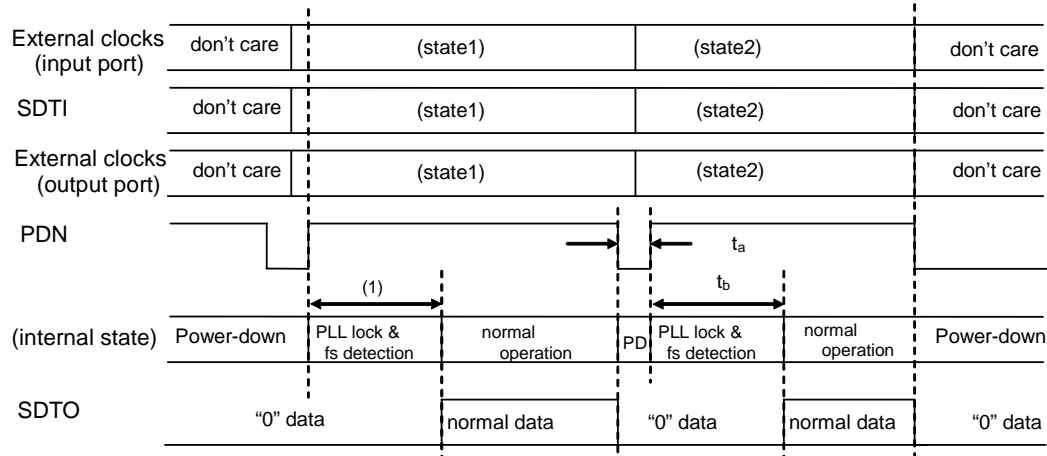 External clocks
(input port)
don't care
(state1)
(state2)
don't care
SDTI
don't care
(state1)
(state2)
don't care
External clocks
(output port)
don't care
(state1)
(state2)
don't care
PDN
ta
(1)
tb
(internal state)
Power-down
PLL lock &
fs detection
normal
operation
PD
PLL lock &
fs detection
normal
operation
Power-down
SDTO
“0” data
normal data
“0” data
normal data
“0” data